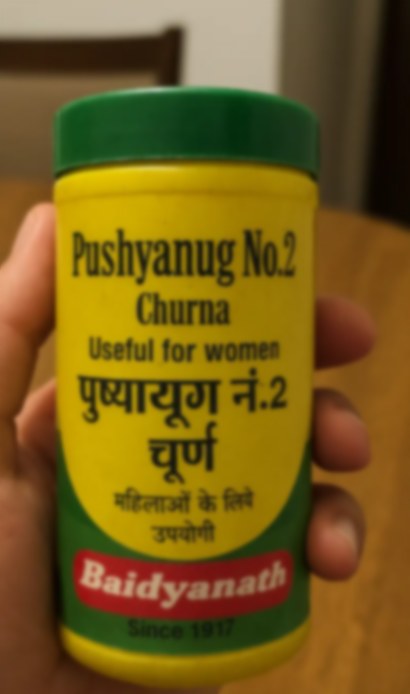 Pushyanug No.2
Churna
Useful for women
पुष्यायूग नं.2
चूर्ण
महिलाओं के लिये
उपयोगी
Baidyanath
Since 1917